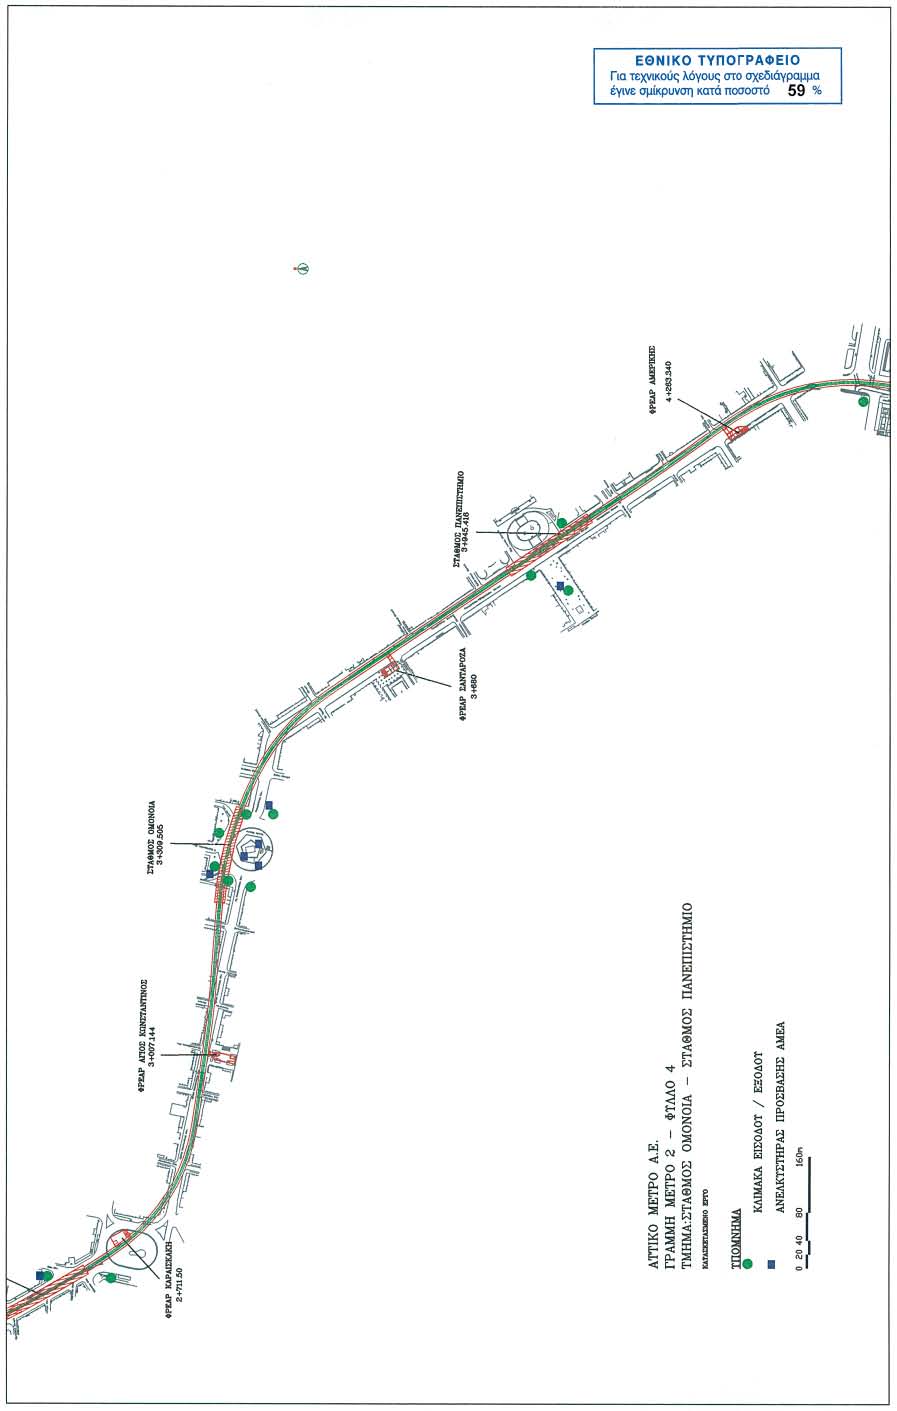 ΕΘΝΙΚΟ ΤΥΠΟΓΡΑΦΕΙΟ
Για τεχνικούς λόγους στο σχεδιάγραμμα
έγινε σμίκρυνση κατά ποσοστό 59 %
ΦΡΕΑΡ ΑΜΕΡΙΚΗΣ
4+263.340
ΣΤΑΘΜΟΣ ΠΑΝΕΠΙΣΤΗΜΙΟ
3+945.416
ΦΡΕΑΡ ΣΑΝΤΑΡΟΖΑ
3+680
ΣΤΑΘΜΟΣ ΟΜΟΝΟΙΑ
3+309.505
ΦΡΕΑΡ ΑΓΙΟΣ ΚΩΝΣΤΑΝΤΙΝΟΣ
3+007.144
ΦΡΕΑΡ ΚΑΡΑΙΣΚΑΚΗ
2+711.50
ΑΤΤΙΚΟ ΜΕΤΡΟ Α.Ε.
ΓΡΑΜΜΗ ΜΕΤΡΟ 2 - ΦΥΛΛΟ 4
ΤΜΗΜΑ:ΣΤΑΘΜΟΣ ΟΜΟΝΟΙΑ - ΣΤΑΘΜΟΣ ΠΑΝΕΠΙΣΤΗΜΙΟ
ΚΑΤΑΣΚΕΥΑΣΜΕΝΟ ΕΡΓΟ
ΥΠΟΜΝΗΜΑ
ΚΛΙΜΑΚΑ ΕΙΣΟΔΟΥ / ΕΞΟΔΟΥ
ΑΝΕΛΚΥΣΤΗΡΑΣ ΠΡΟΣΒΑΣΗΣ ΑΜΕΑ
0 20 40 80 160m